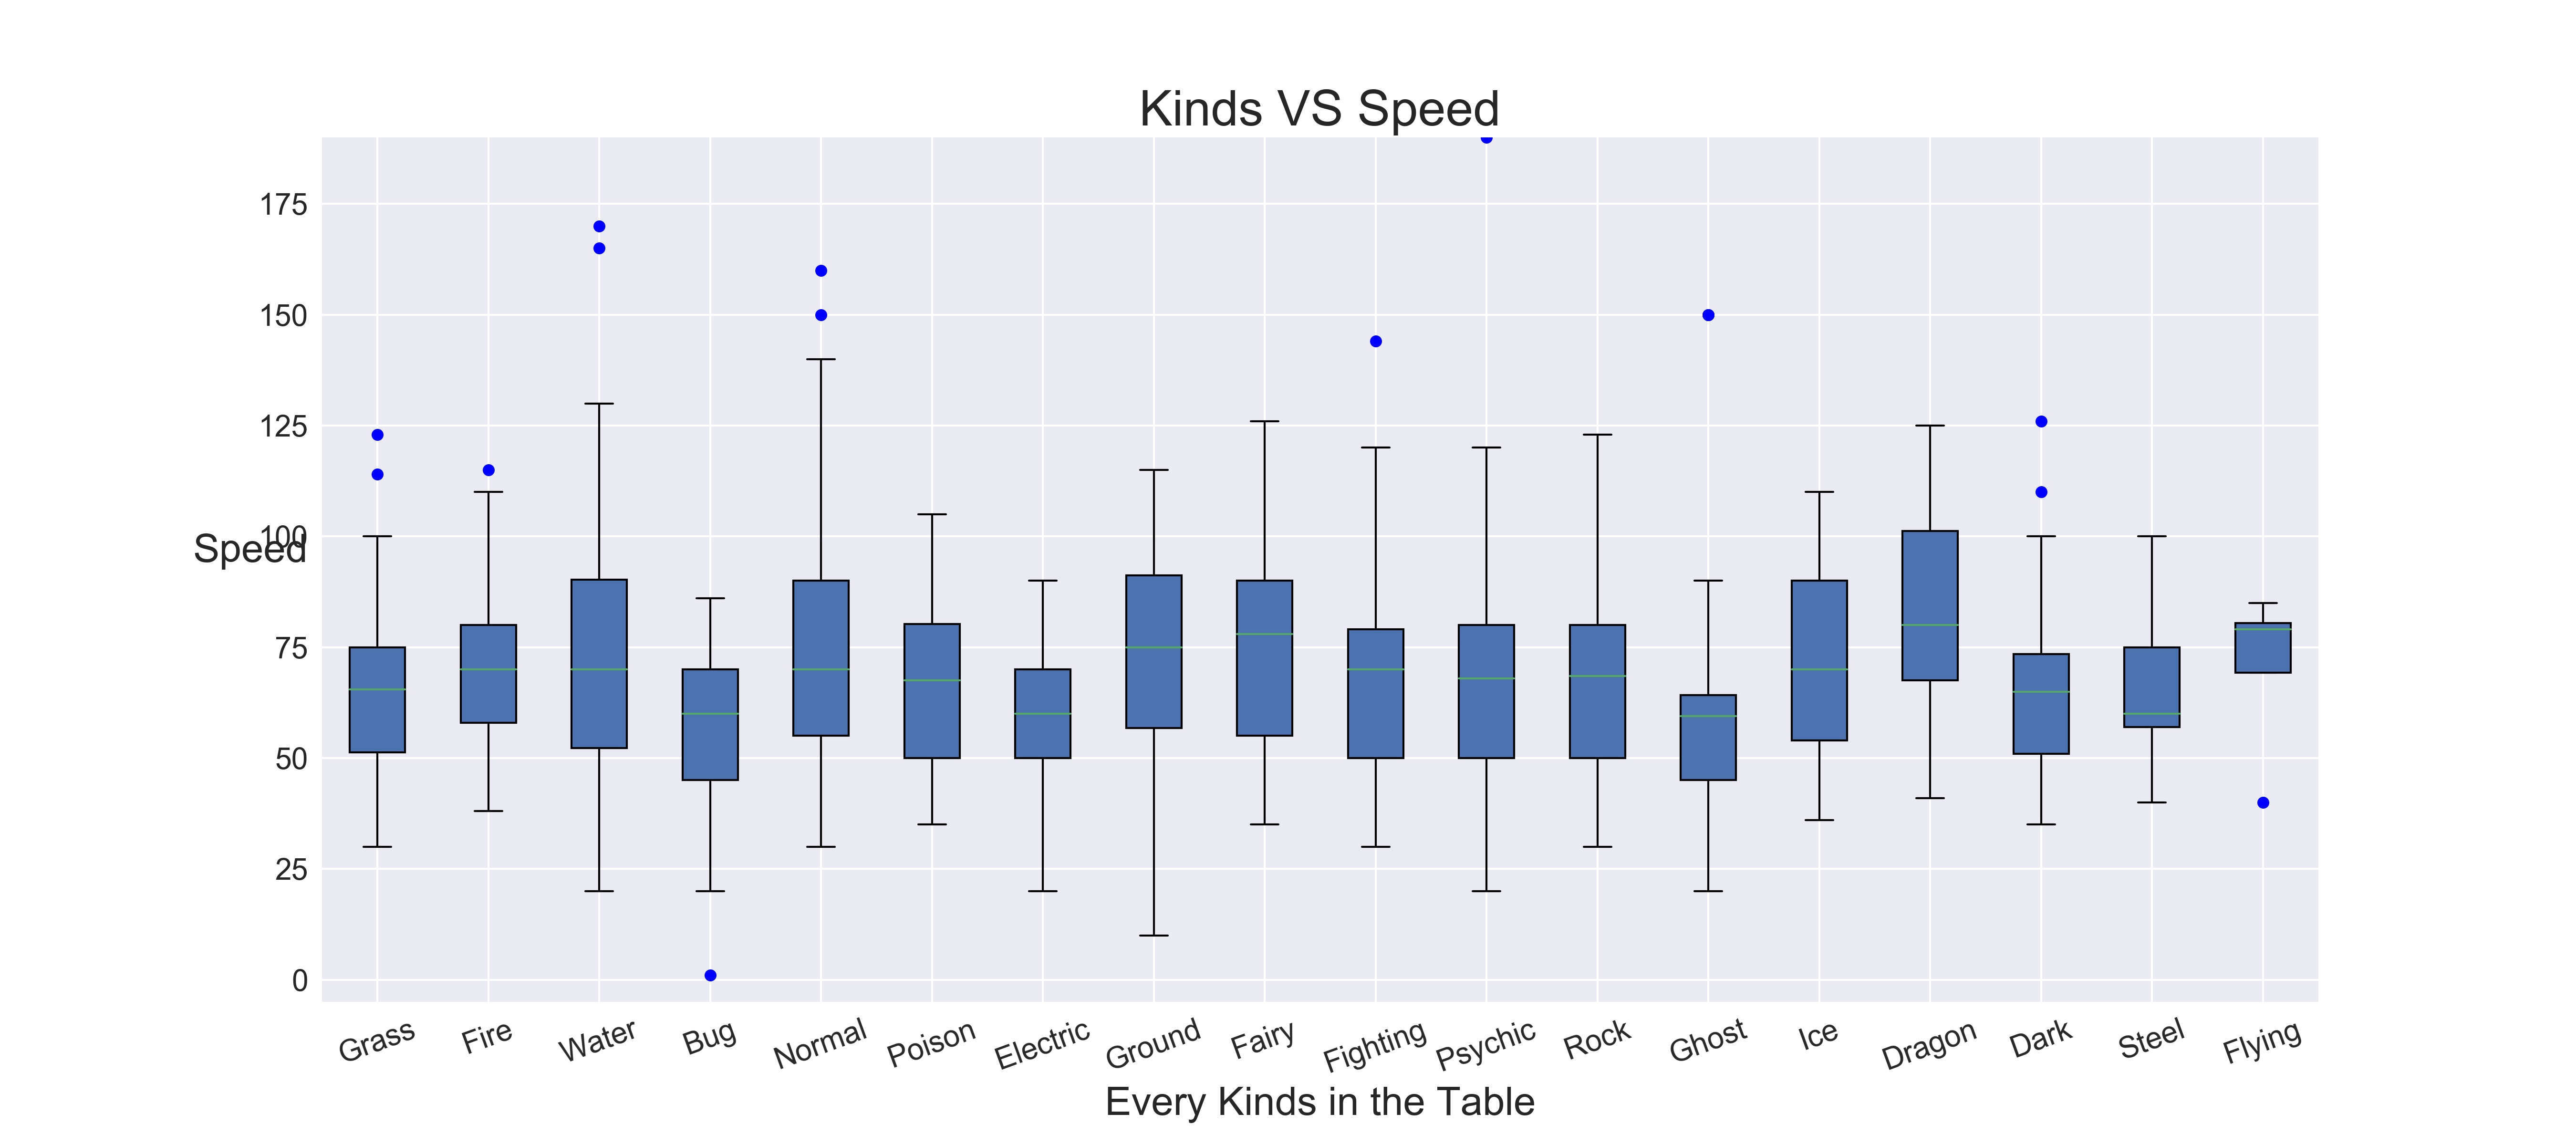 Kinds VS Speed
175
150
125
100
Speed
75
50
25
0
Grass Fire Water Bug Normal Poison Electric Ground Fairy Fighting Psychic Rock Ghost Ice Dragon Dark Steel Flying
Every Kinds in the Table